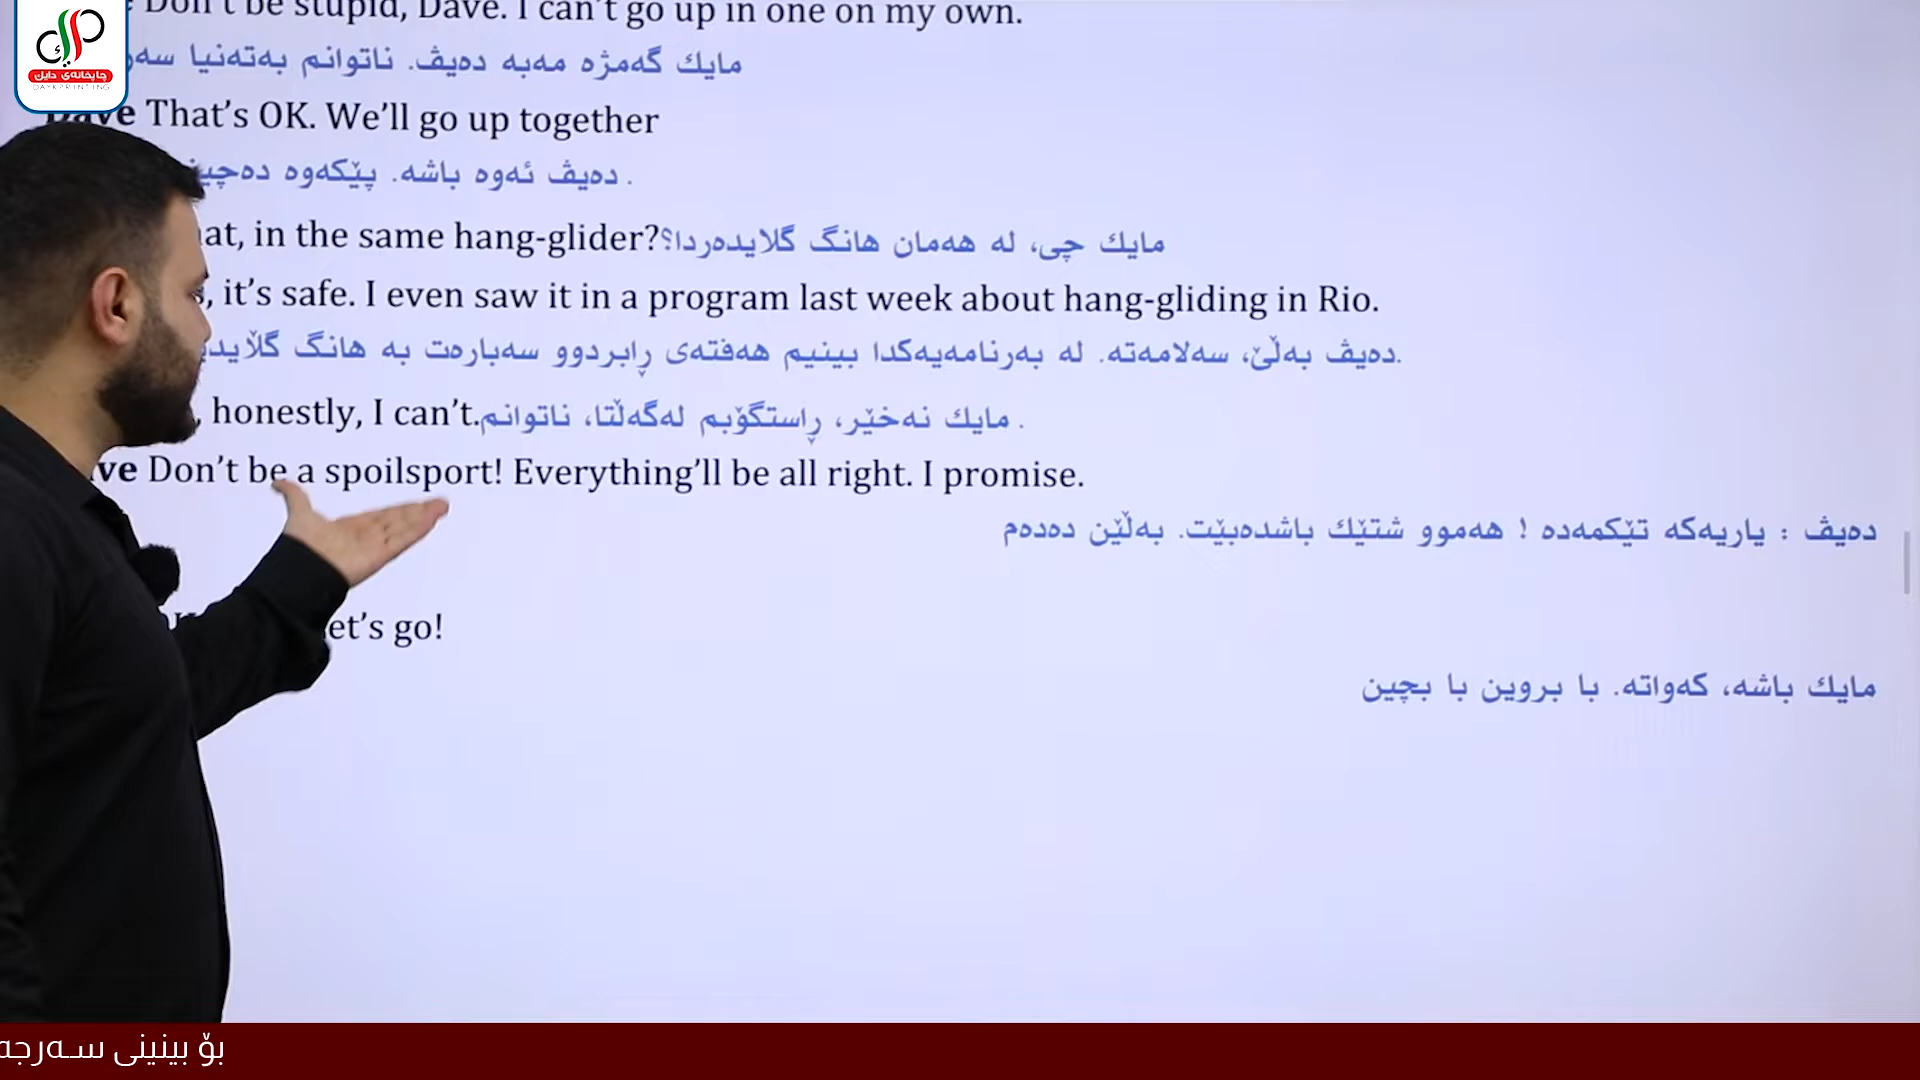 Don't be stupid, Dave. I can't go up in one on my own.
مایك گەمژە مەبە دەیڤ. ناتوانم بەتەنیا
چاپخانەی دایك
DAYKPRINTING
Dave That's OK. We'll go up together
دەیڤ ئەوە باشە. پێکەوە .
in the same hang-glider? مایك چی، لە هەمان هانگ گلایدەردا؟
it's safe. I even saw it in a program last week about hang-gliding in Rio.
دەیڤ بەڵێ، سەلامەتە. لە بەرنامەیەکدا بینیم هەفتەی ڕابردوو سەبارەت بە هانگ
honestly, I can't. مایك نەخێر، ڕاستگۆبم لەگەڵتا، ناتوانم .
Don't be a spoilsport! Everything'll be all right. I promise.
دەیڤ : یاریەکە تێکمەدە ! هەموو شتێك باشدەبێت. بەڵێن دەدەم
go!
مایك باشە، کەواتە. با بروین با بچین
بۆ بینینی